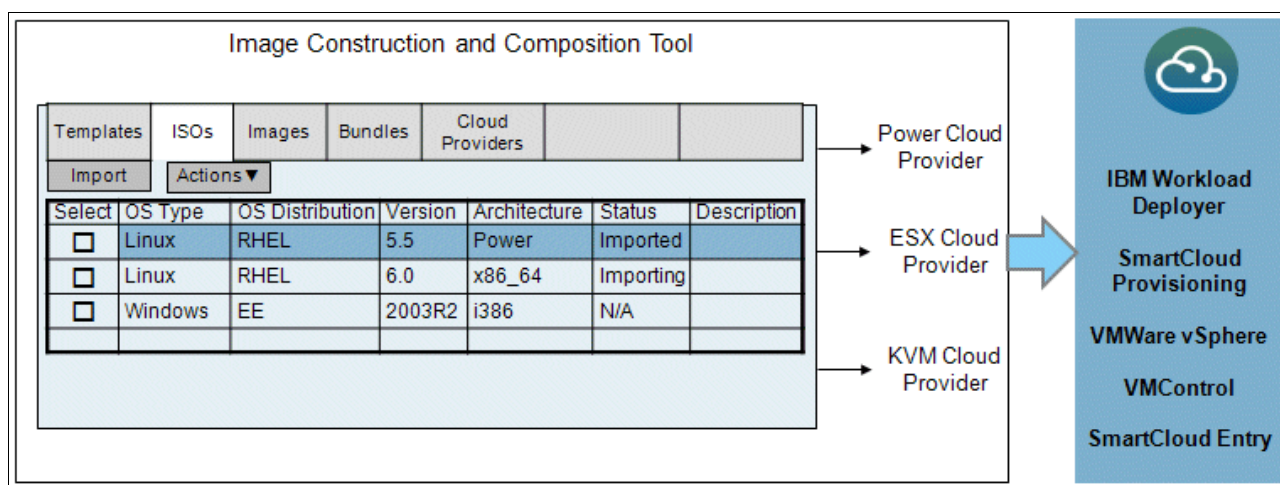 Image Construction and Composition Tool
Templates ISOs Images Bundles Cloud Providers
Import Actions▼
Select OS Type OS Distribution Version Architecture Status Description
Linux RHEL 5.5 Power Imported
Linux RHEL 6.0 x86_64 Importing
Windows EE 2003R2 i386 N/A
Power Cloud
Provider
ESX Cloud
Provider
KVM Cloud
Provider
IBM Workload
Deployer
SmartCloud
Provisioning
VMWare vSphere
VMControl
SmartCloud Entry